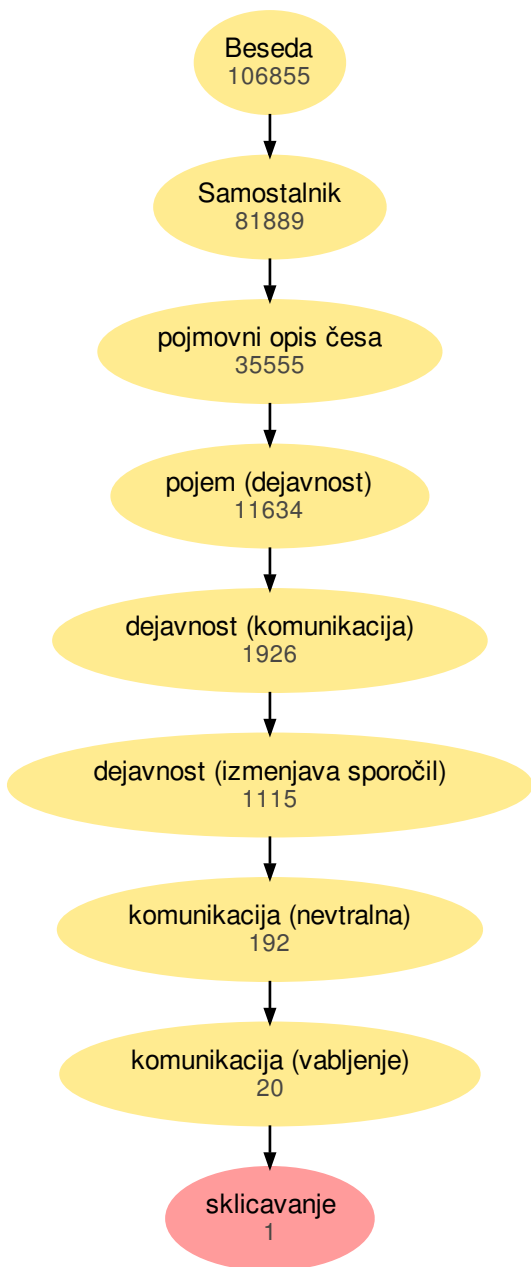 Beseda
106855
Samostalnik
81889
pojmovni opis česa
35555
pojem (dejavnost)
11634
dejavnost (komunikacija)
1926
dejavnost (izmenjava sporočil)
1115
komunikacija (nevtralna)
192
komunikacija (vabljenje)
20
sklicavanje
1